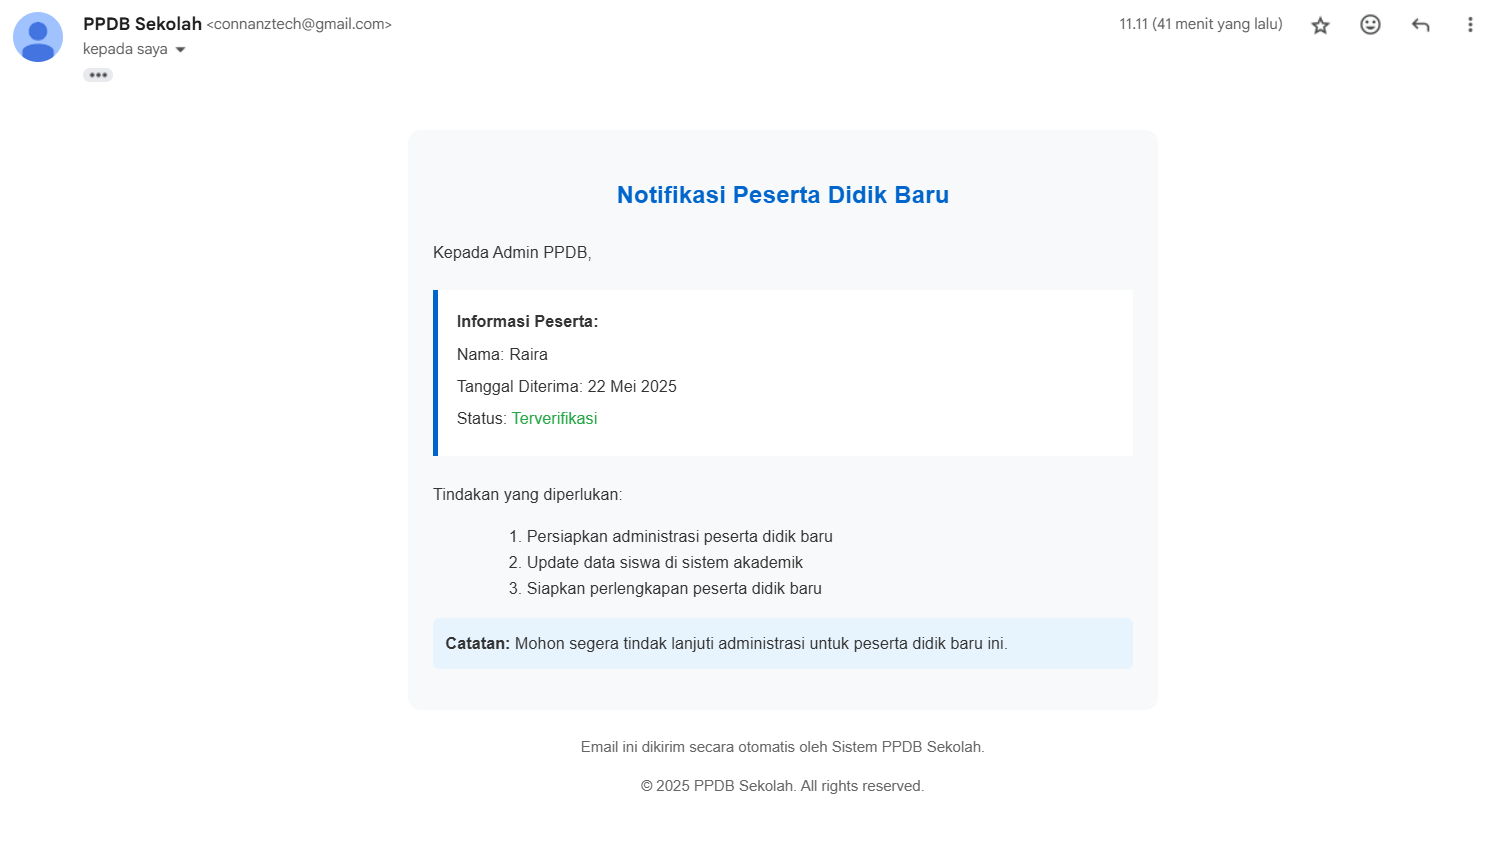 PPDB Sekolah <connanztech@gmail.com>
11.11 (41 menit yang lalu)
kepada saya
Notifikasi Peserta Didik Baru
Kepada Admin PPDB,
Informasi Peserta:
Nama: Raira
Tanggal Diterima: 22 Mei 2025
Status: Terverifikasi
Tindakan yang diperlukan:
1. Persiapkan administrasi peserta didik baru
2. Update data siswa di sistem akademik
3. Siapkan perlengkapan peserta didik baru
Catatan: Mohon segera tindak lanjuti administrasi untuk peserta didik baru ini.
Email ini dikirim secara otomatis oleh Sistem PPDB Sekolah.
© 2025 PPDB Sekolah. All rights reserved.